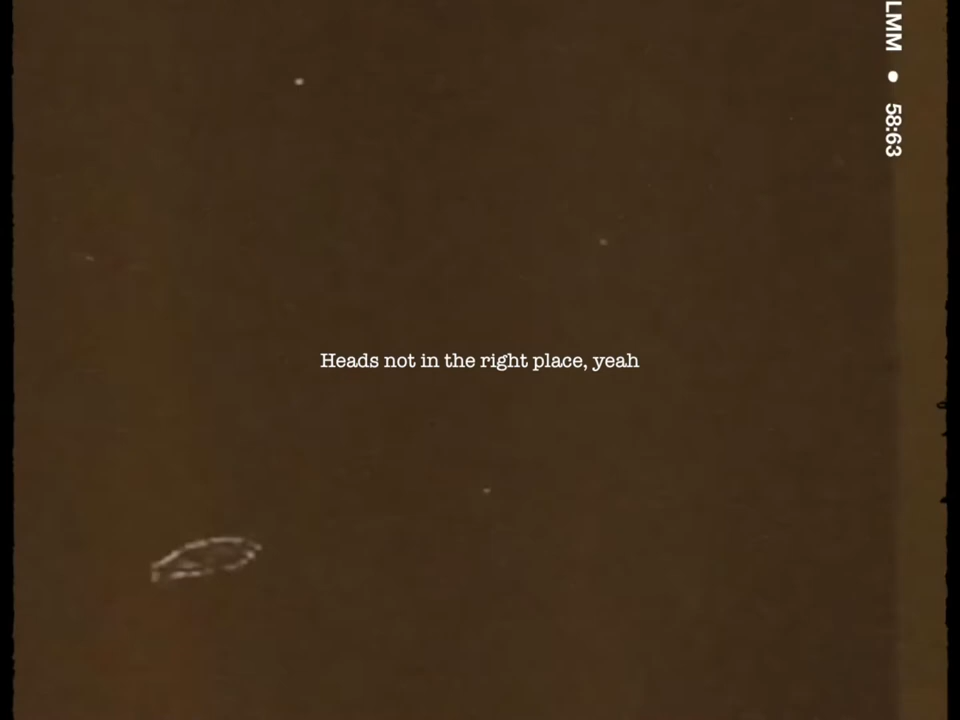 LMM • 58:63
Heads not in the right place, yeah